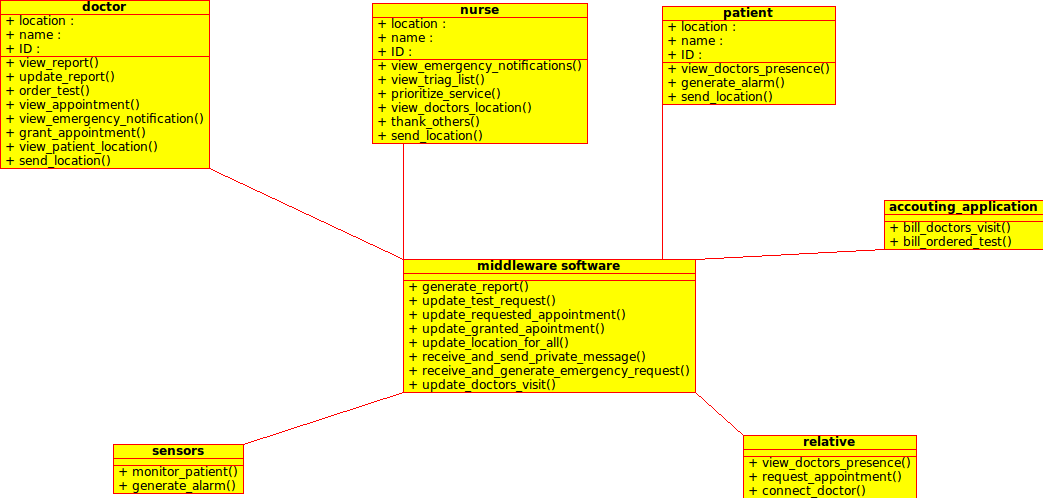 doctor
+ location :
+ name :
+ ID :
+ view_report()
+ update_report()
+ order_test()
+ view_appointment()
+ view_emergency_notification()
+ grant_appointment()
+ view_patient_location()
+ send_location()
nurse
+ location :
+ name :
+ ID :
+ view_emergency_notifications()
+ view_triag_list()
+ prioritize_service()
+ view_doctors_location()
+ thank_others()
+ send_location()
patient
+ location :
+ name :
+ ID :
+ view_doctors_presence()
+ generate_alarm()
+ send_location()
accouting_application
+ bill_doctors_visit()
+ bill_ordered_test()
middleware software
+ generate_report()
+ update_test_request()
+ update_requested_appointment()
+ update_granted_apointment()
+ update_location_for_all()
+ receive_and_send_private_message()
+ receive_and_generate_emergency_request()
+ update_doctors_visit()
sensors
+ monitor_patient()
+ generate_alarm()
relative
+ view_doctors_presence()
+ request_appointment()
+ connect_doctor()